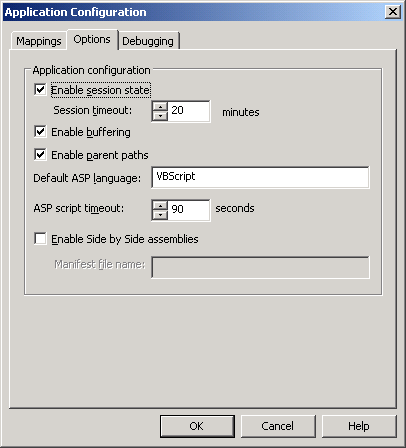 Application Configuration
Mappings Options Debugging
Application configuration
Enable session state
Session timeout: 20 minutes
Enable buffering
Enable parent paths
Default ASP language: VBScript
ASP script timeout: 90 seconds
Enable Side by Side assemblies
Manifest file name:
OK Cancel Help